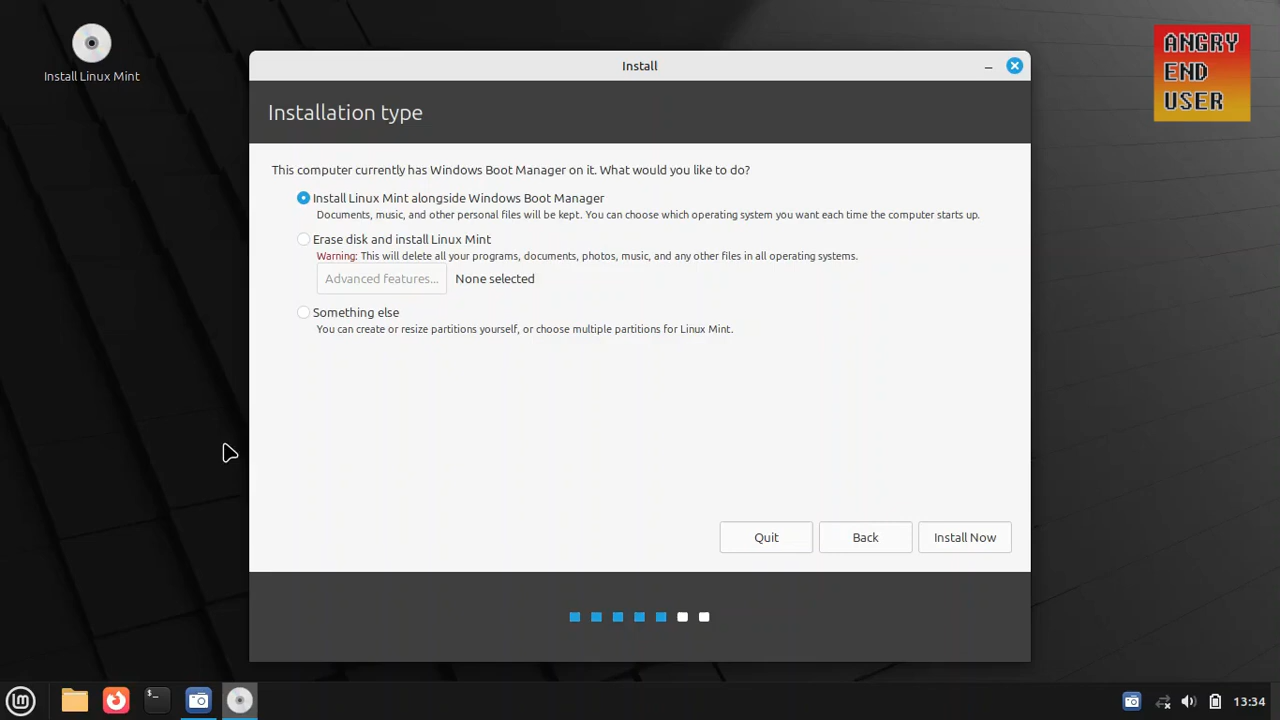 Install Linux Mint
Install
ANGRY
END
USER
Installation type
This computer currently has Windows Boot Manager on it. What would you like to do?
Install Linux Mint alongside Windows Boot Manager
Documents, music, and other personal files will be kept. You can choose which operating system you want each time the computer starts up.
Erase disk and install Linux Mint
Warning: This will delete all your programs, documents, photos, music, and any other files in all operating systems.
Advanced features... None selected
Something else
You can create or resize partitions yourself, or choose multiple partitions for Linux Mint.
Quit Back Install Now
13:34